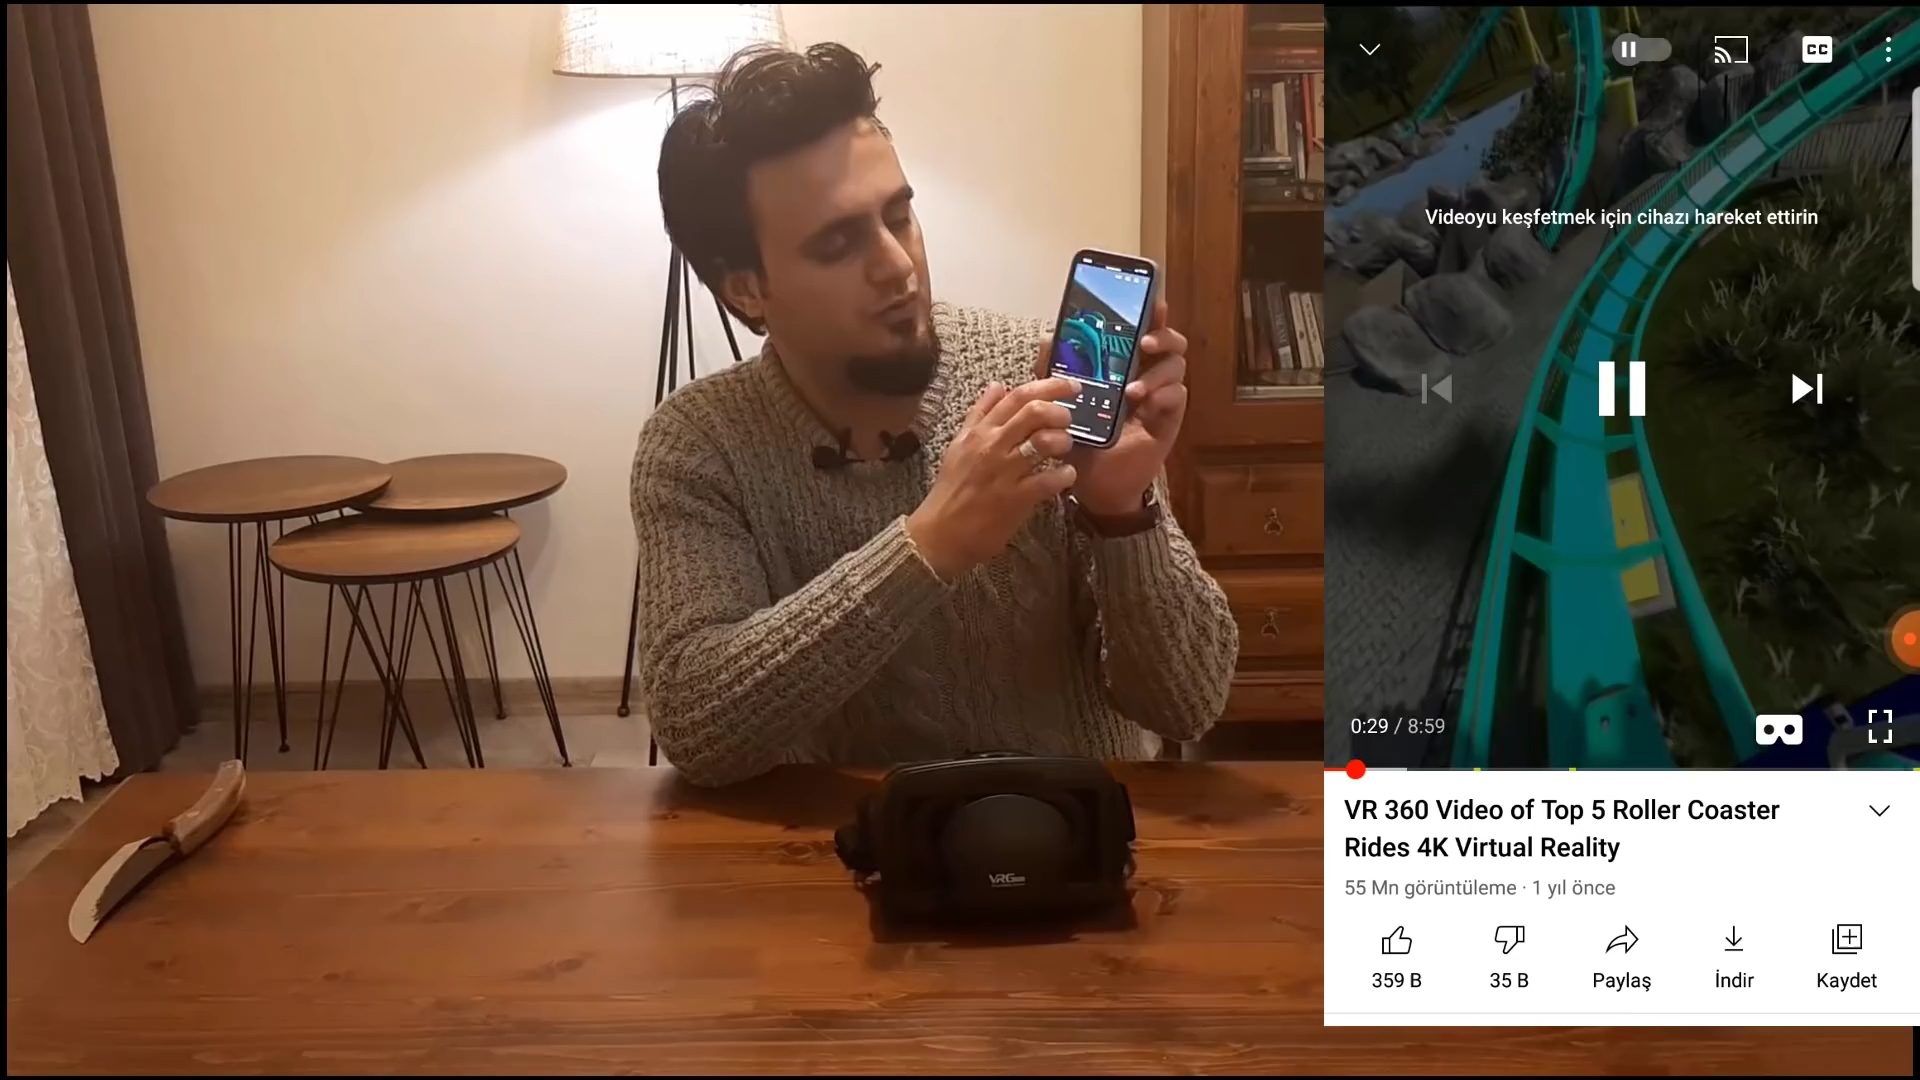 CC
Videoyu keşfetmek için cihazı hareket ettirin
0:29 / 8:59
VR 360 Video of Top 5 Roller Coaster
Rides 4K Virtual Reality
55 Mn görüntüleme · 1 yıl önce
359 B
35 B
Paylaş
İndir
Kaydet
VRG